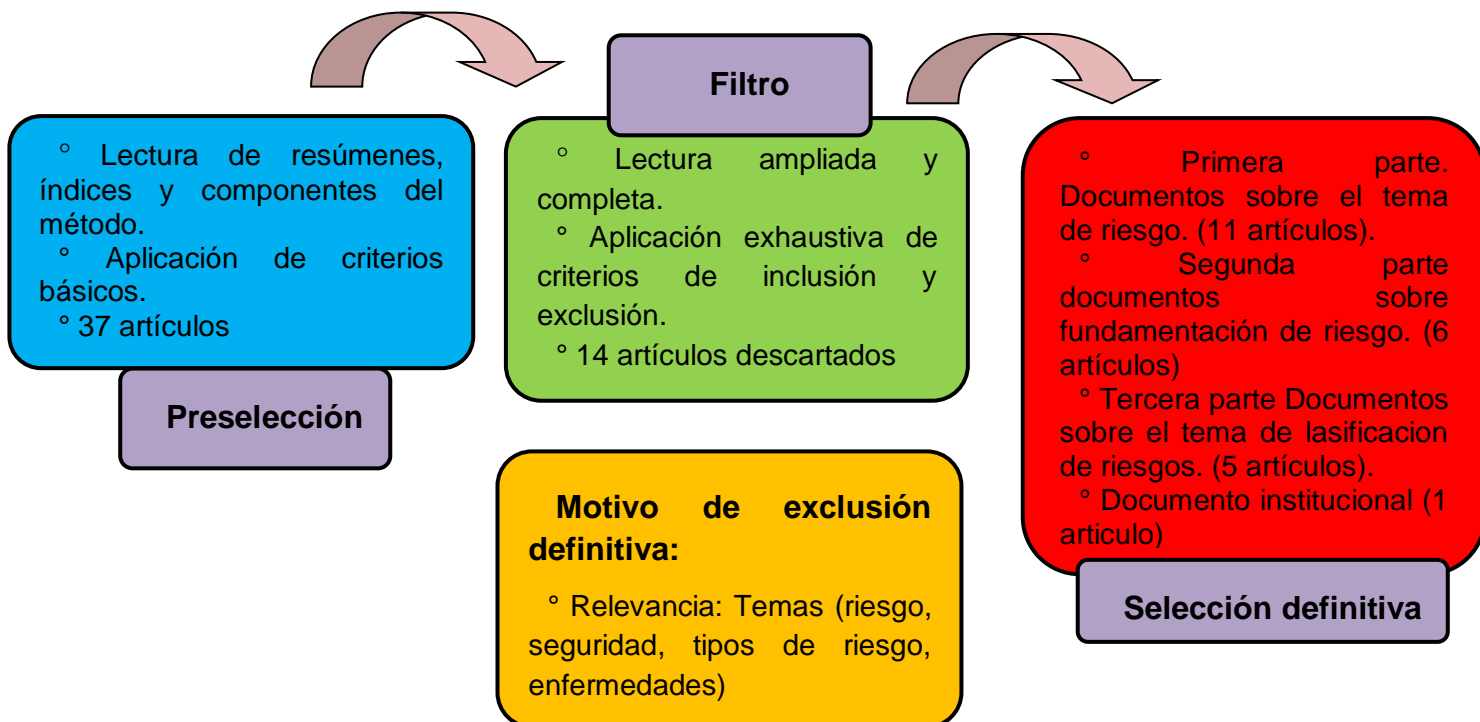 ° Lectura de resúmenes,
índices y componentes del
método.
° Aplicación de criterios
básicos.
° 37 artículos
Preselección
Filtro
° Lectura ampliada y
completa.
° Aplicación exhaustiva de
criterios de inclusión y
exclusión.
° 14 artículos descartados
Motivo de exclusión
definitiva:
° Relevancia: Temas (riesgo,
seguridad, tipos de riesgo,
enfermedades)
° Primera parte.
Documentos sobre el tema
de riesgo. (11 artículos).
° Segunda parte
documentos sobre
fundamentación de riesgo. (6
artículos)
° Tercera parte Documentos
sobre el tema de lasificacion
de riesgos. (5 artículos).
° Documento institucional (1
articulo)
Selección definitiva